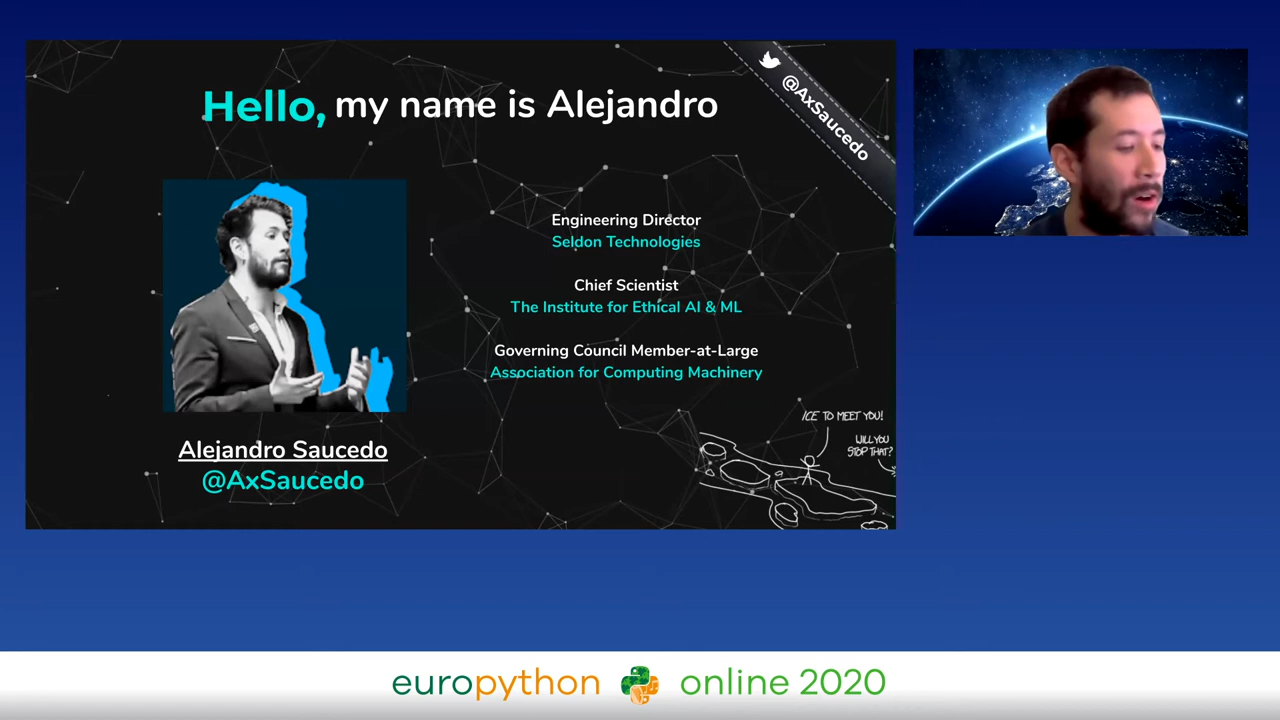 Hello, my name is Alejandro
@AxSaucedo
Engineering Director
Seldon Technologies
Chief Scientist
The Institute for Ethical AI & ML
Governing Council Member-at-Large
Association for Computing Machinery
Alejandro Saucedo
@AxSaucedo
ICE TO MEET YOU!
WILL YOU
STOP THAT?
europython online 2020